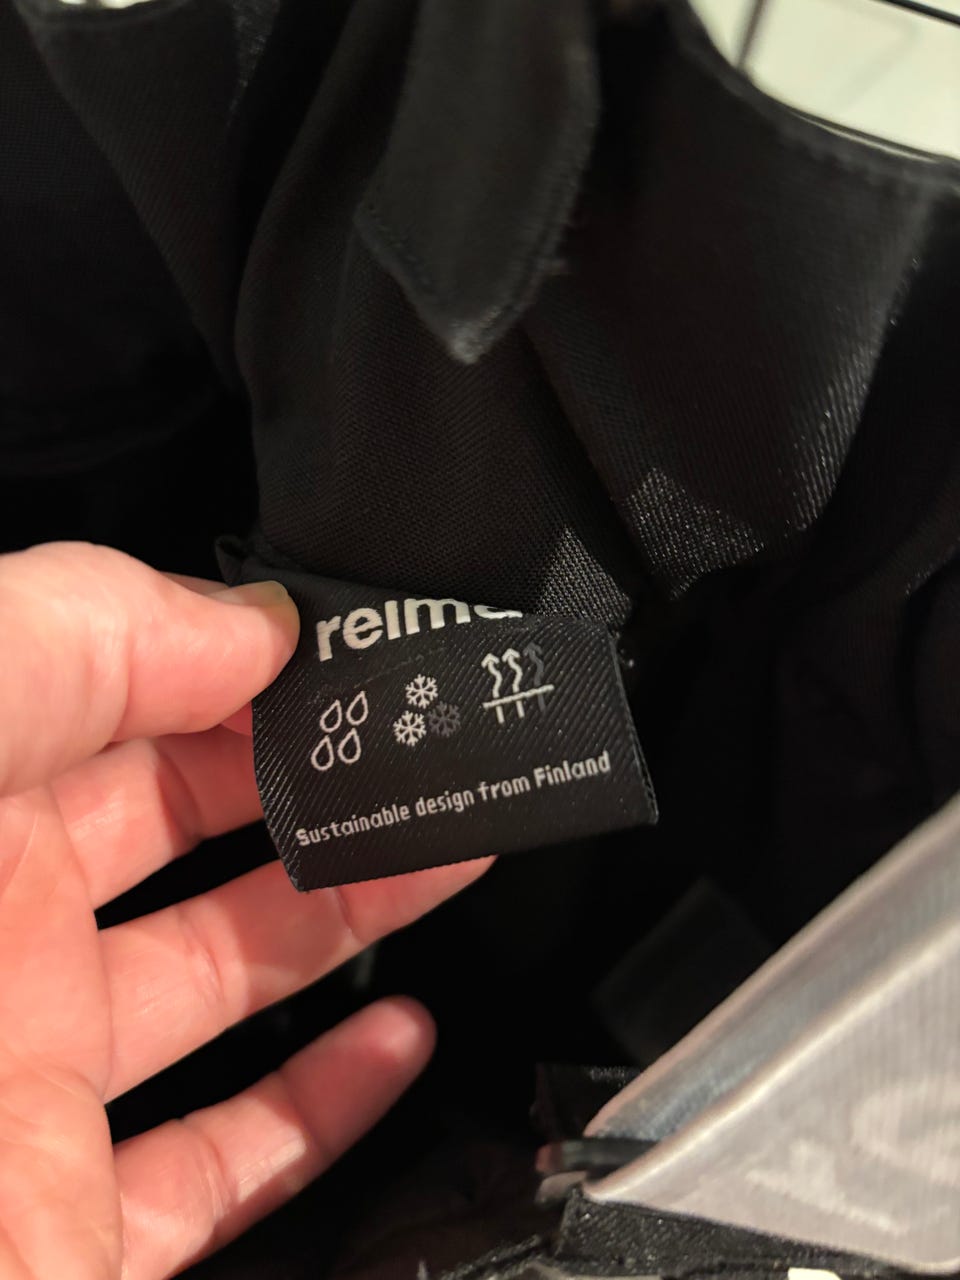 reima
Sustainable design from Finland